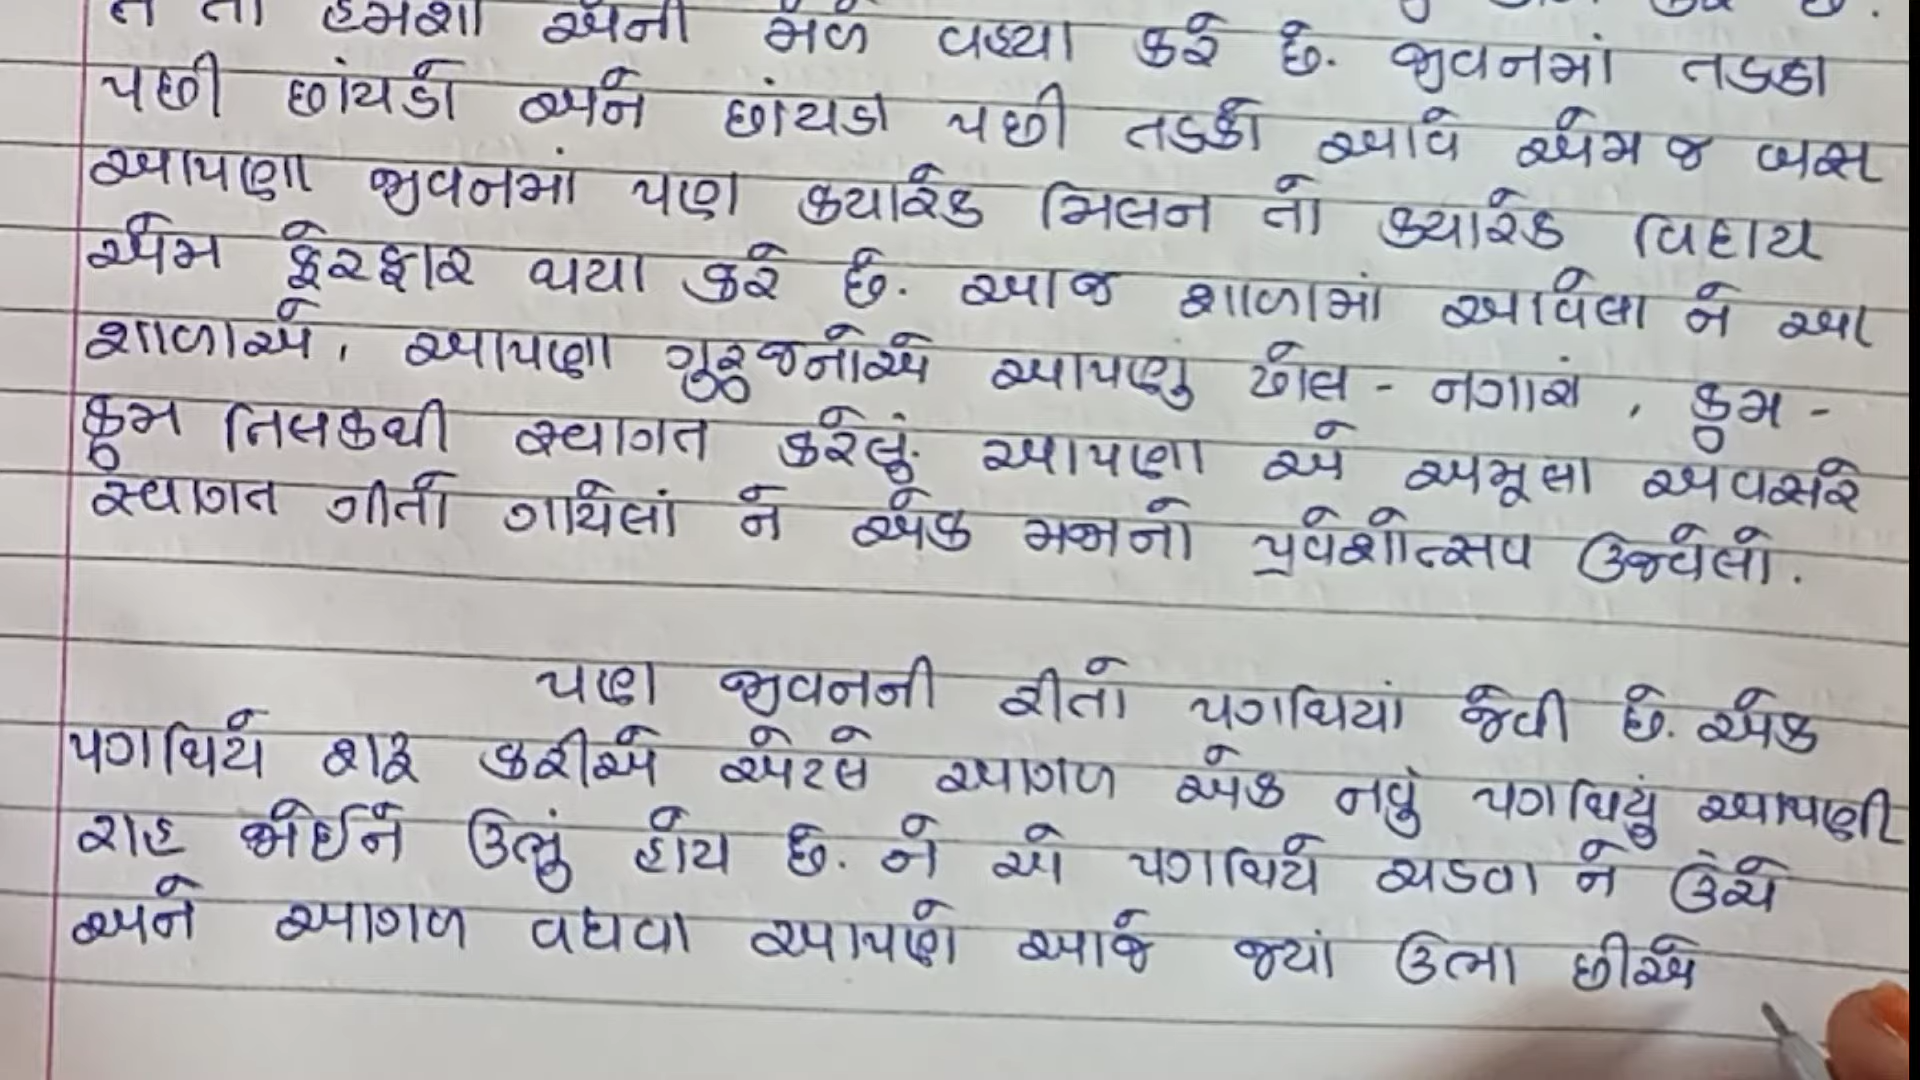 તે તો હંમેશા એની મેળે વહ્યા કરે છે. જીવનમાં તડકા
પછી છાંયડો અને છાંયડા પછી તડકો આવે એમ જ બસ
આપણા જીવનમાં પણ ક્યારેક મિલન તો ક્યારેક વિદાય
એમ ફેરફાર થયા કરે છે. આજ શાળામાં આવેલા ને આ
શાળાએ, આપણા ગુરુજનોએ આપણું ઢોલ - નગારાં, કુમ -
કુમ તિલકથી સ્વાગત કરેલું. આપણા એ અમૂલા અવસરે
સ્વાગત ગીતો ગાયેલાં ને એક મજાનો પ્રવેશોત્સવ ઉજવેલો.
પણ જીવનની રીતો પગથિયાં જેવી છે. એક
પગથિયે શરૂ કરીએ એટલે આગળ એક નવું પગથિયું આપણી
રાહ જોઈને ઉભું હોય છે. ને એ પગથિયે ચડવા ને ઉંચે
અને આગળ વધવા આપણે આજે જ્યાં ઉભા છીએ